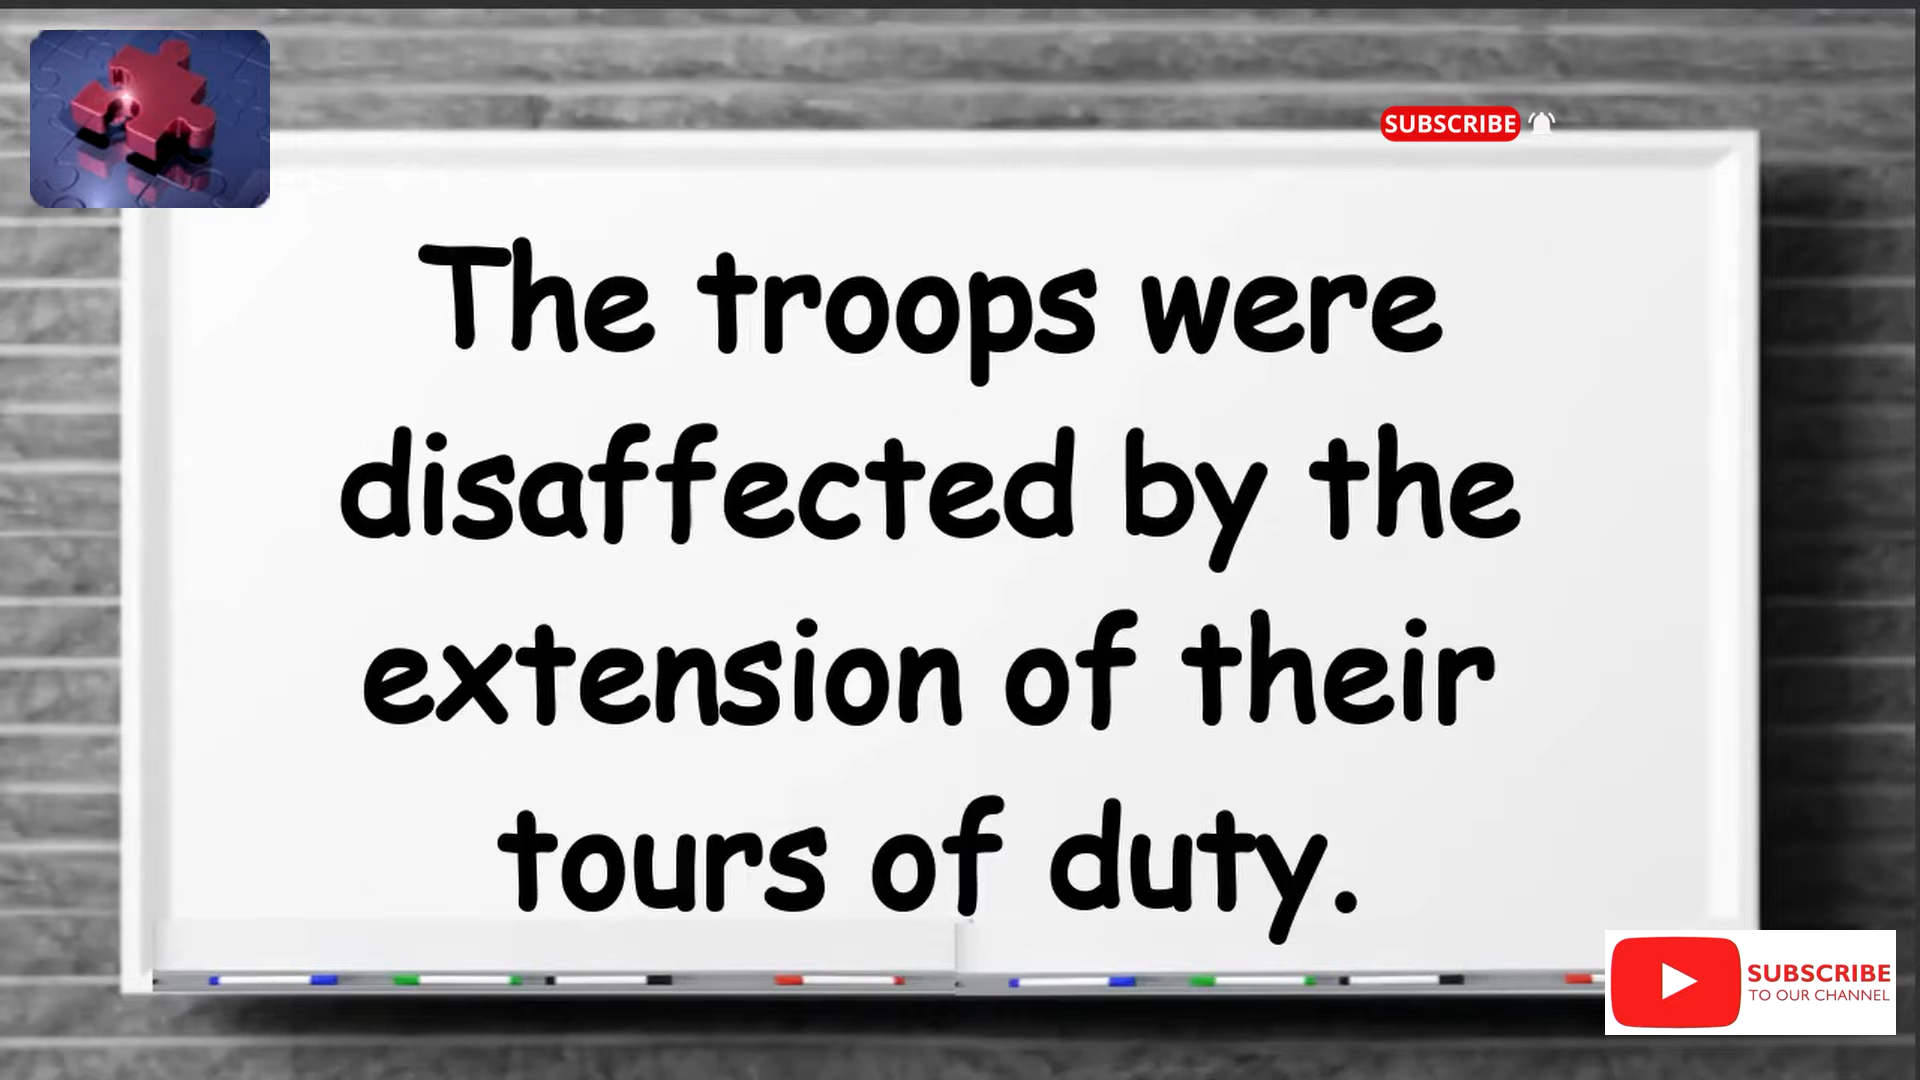 SUBSCRIBE
The troops were
disaffected by the
extension of their
tours of duty.
SUBSCRIBE
TO OUR CHANNEL